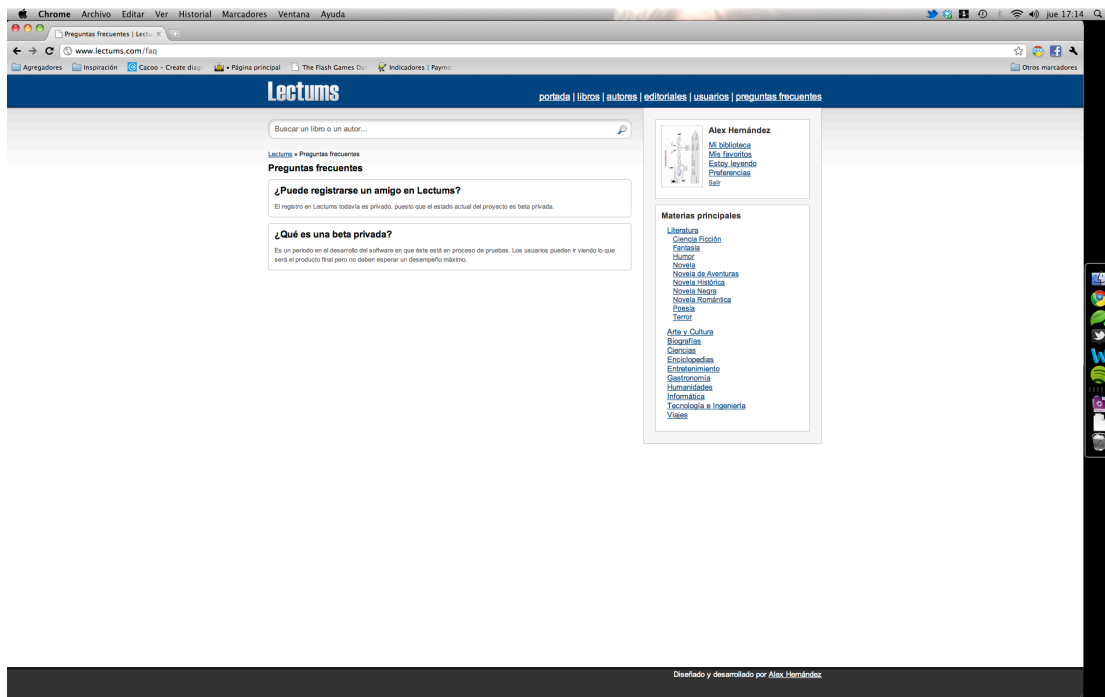 Chrome Archivo Editar Ver Historial Marcadores Ventana Ayuda
jue 17:14
Preguntas frecuentes | Lectu
www.lectums.com/faq
Agregadores Inspiración Cacoo – Create diag Página principal The Flash Games Da Indicadores | Paymo
Otros marcadores
Lectums
portada | libros | autores | editoriales | usuarios | preguntas frecuentes
Buscar un libro o un autor...
Lectums » Preguntas frecuentes
Preguntas frecuentes
¿Puede registrarse un amigo en Lectums?
El registro en Lectums todavía es privado, puesto que el estado actual del proyecto es beta privada.
¿Qué es una beta privada?
Es un periodo en el desarrollo del software en que éste está en proceso de pruebas. Los usuarios pueden ir viendo lo que
será el producto final pero no deben esperar un desempeño máximo.
Alex Hernández
Mi biblioteca
Mis favoritos
Estoy leyendo
Preferencias
Salir
Materias principales
Literatura
Ciencia Ficción
Fantasía
Humor
Novela
Novela de Aventuras
Novela Histórica
Novela Negra
Novela Romántica
Poesía
Terror
Arte y Cultura
Biografías
Ciencias
Enciclopedias
Entretenimiento
Gastronomía
Humanidades
Informática
Tecnología e Ingeniería
Viajes
Diseñado y desarrollado por Alex Hernández